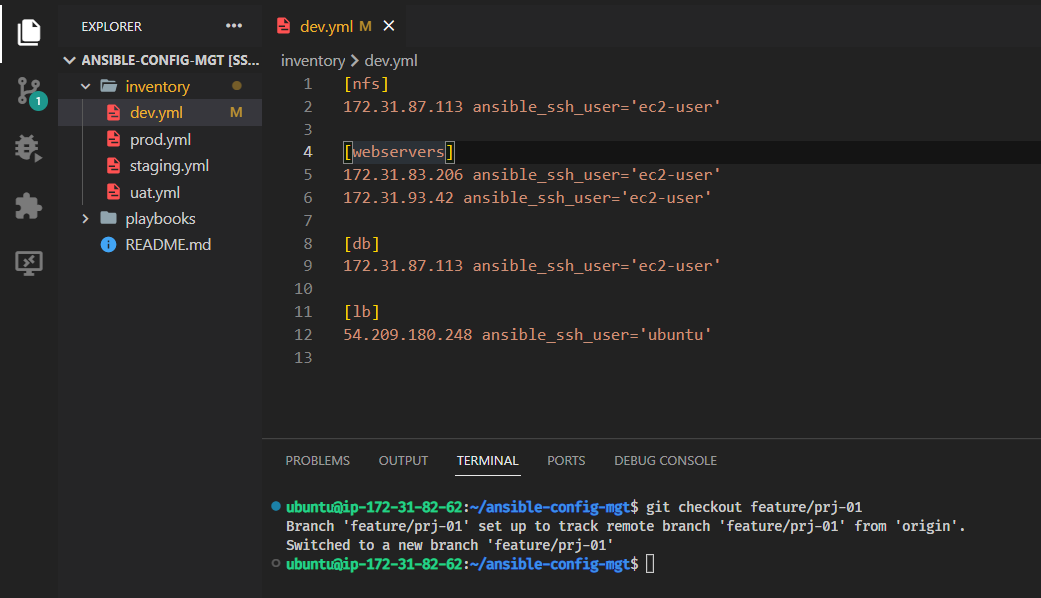 EXPLORER ...
dev.yml M
ANSIBLE-CONFIG-MGT [SS...
inventory
dev.yml M
prod.yml
staging.yml
uat.yml
playbooks
README.md
1
inventory > dev.yml
1 [nfs]
2 172.31.87.113 ansible_ssh_user='ec2-user'
3
4 [webservers]
5 172.31.83.206 ansible_ssh_user='ec2-user'
6 172.31.93.42 ansible_ssh_user='ec2-user'
7
8 [db]
9 172.31.87.113 ansible_ssh_user='ec2-user'
10
11 [lb]
12 54.209.180.248 ansible_ssh_user='ubuntu'
13
PROBLEMS OUTPUT TERMINAL PORTS DEBUG CONSOLE
ubuntu@ip-172-31-82-62:~/ansible-config-mgt$ git checkout feature/prj-01
Branch 'feature/prj-01' set up to track remote branch 'feature/prj-01' from 'origin'.
Switched to a new branch 'feature/prj-01'
ubuntu@ip-172-31-82-62:~/ansible-config-mgt$